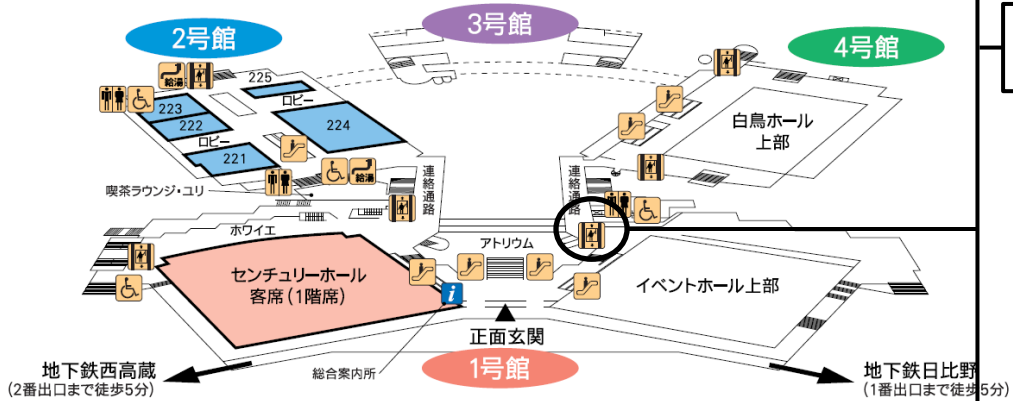 2号館
3号館
4号館
給湯
225
ロビー
223
222
224
ロビー
221
給湯
白鳥ホール
上部
連絡通路
連絡通路
喫茶ラウンジ・ユリ
ホワイエ
アトリウム
センチュリーホール
客席(1階席)
i
イベントホール上部
正面玄関
総合案内所
1号館
地下鉄西高蔵
(2番出口まで徒歩5分)
地下鉄日比野
(1番出口まで徒歩5分)